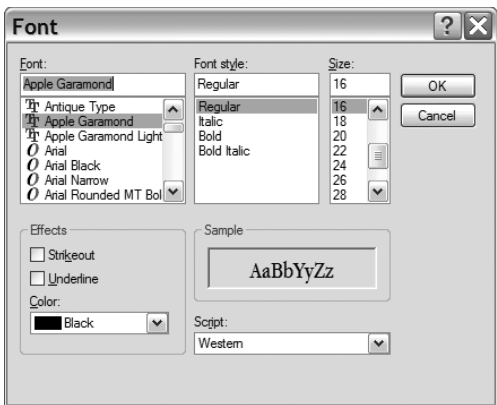 Font
Font: Font style: Size:
Apple Garamond Regular 16 OK
Antique Type Regular 16 Cancel
Apple Garamond Italic 18
Apple Garamond Light Bold 20
Arial Bold Italic 22
Arial Black 24
Arial Narrow 26
Arial Rounded MT Bol 28
Effects Sample
Strikeout
Underline AaBbYyZz
Color:
Black Script:
Western